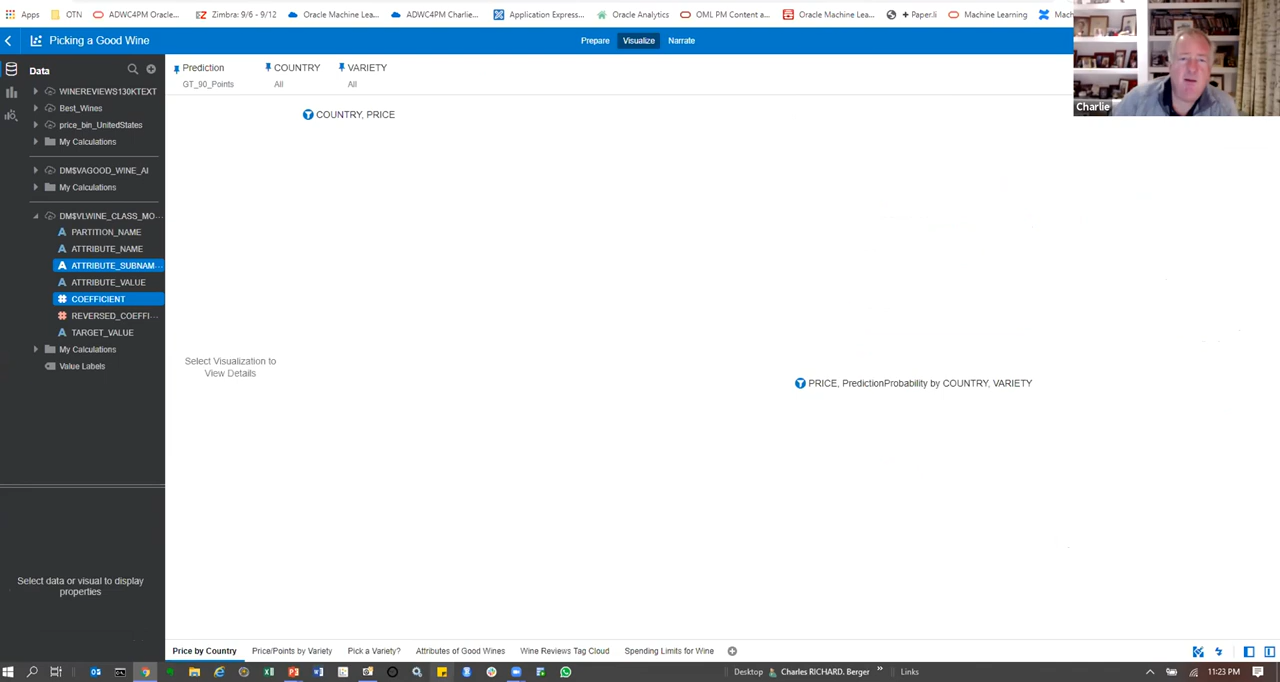 Apps
OTN
ADWC4PM Oracle...
Zimbra: 9/6 - 9/12
Oracle Machine Lea...
ADWC4PM Charlie...
Application Express...
Oracle Analytics
OML PM Content a...
Oracle Machine Lea...
+ Paper.li
Machine Learning
Picking a Good Wine
Prepare
Visualize
Narrate
Charlie
Data
Prediction
GT_90_Points
COUNTRY
All
VARIETY
All
WINEREVIEWS130KTEXT
Best_Wines
price_bin_UnitedStates
My Calculations
DM$VAGOOD_WINE_AI
My Calculations
DM$VLWINE_CLASS_MO...
PARTITION_NAME
ATTRIBUTE_NAME
ATTRIBUTE_SUBNAM...
ATTRIBUTE_VALUE
COEFFICIENT
REVERSED_COEFFI...
TARGET_VALUE
My Calculations
Value Labels
COUNTRY, PRICE
Select Visualization to
View Details
PRICE, PredictionProbability by COUNTRY, VARIETY
Select data or visual to display
properties
Price by Country
Price/Points by Variety
Pick a Variety?
Attributes of Good Wines
Wine Reviews Tag Cloud
Spending Limits for Wine
Desktop
Charles RICHARD. Berger
Links
11:23 PM